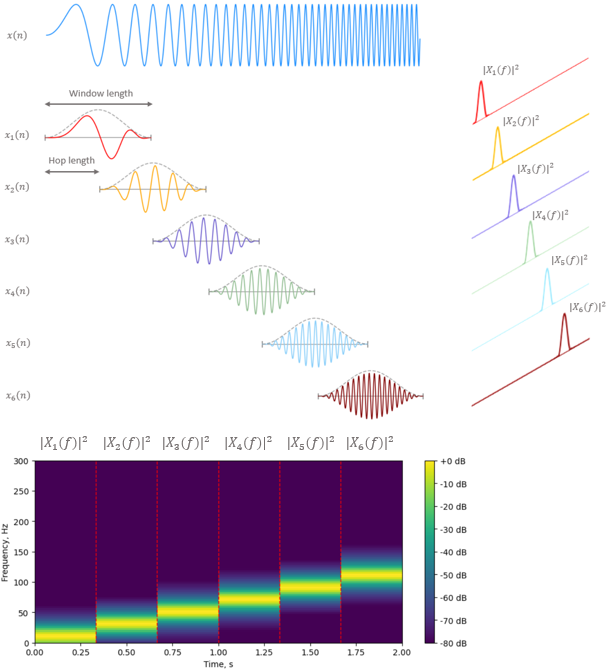 x(n)
Window length
x₁(n)
Hop length
x₂(n)
x₃(n)
x₄(n)
x₅(n)
x₆(n)
|X₁(f)|²
|X₂(f)|²
|X₃(f)|²
|X₄(f)|²
|X₅(f)|²
|X₆(f)|²
|X₁(f)|² |X₂(f)|² |X₃(f)|² |X₄(f)|² |X₅(f)|² |X₆(f)|²
Frequency, Hz
300
250
200
150
100
50
0
0.00 0.25 0.50 0.75 1.00 1.25 1.50 1.75 2.00
Time, s
+0 dB
-10 dB
-20 dB
-30 dB
-40 dB
-50 dB
-60 dB
-70 dB
-80 dB